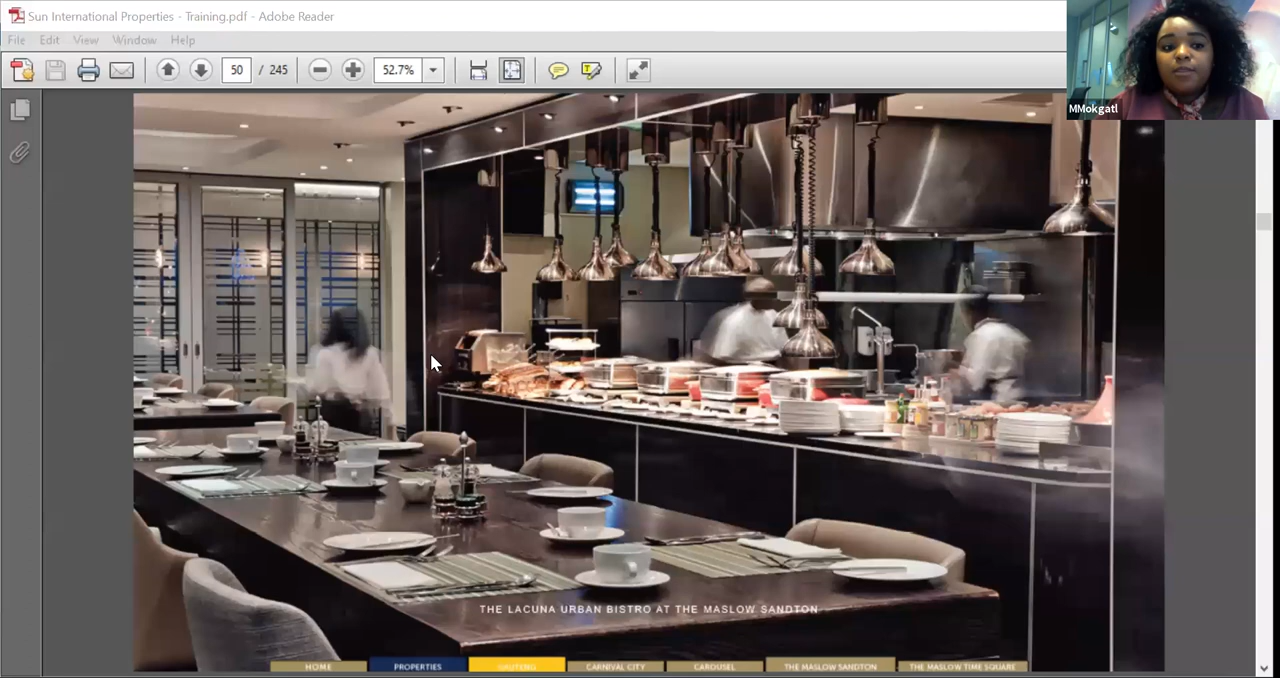 Sun International Properties - Training.pdf - Adobe Reader
File Edit View Window Help
50 / 245 52.7%
MMokgatl
THE LACUNA URBAN BISTRO AT THE MASLOW SANDTON
HOME PROPERTIES GAUTENG CARNIVAL CITY CAROUSEL THE MASLOW SANDTON THE MASLOW TIME SQUARE